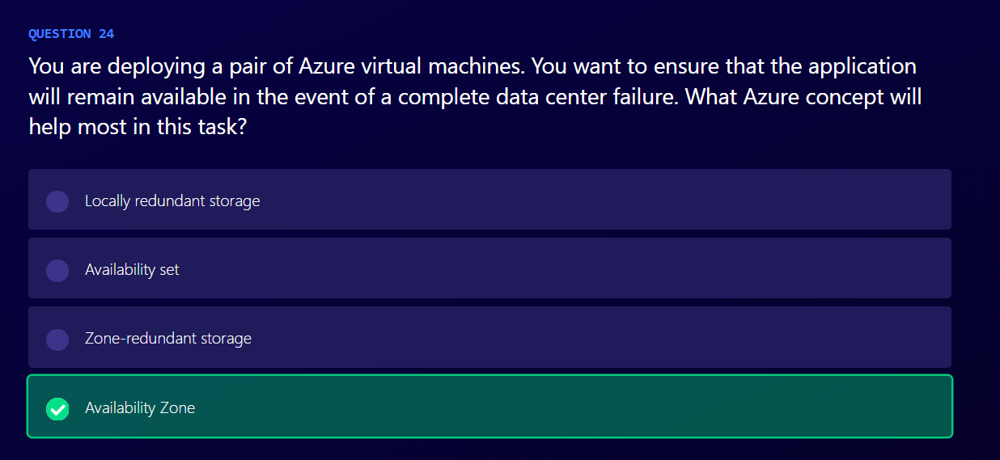 QUESTION 24
You are deploying a pair of Azure virtual machines. You want to ensure that the application
will remain available in the event of a complete data center failure. What Azure concept will
help most in this task?
Locally redundant storage
Availability set
Zone-redundant storage
Availability Zone